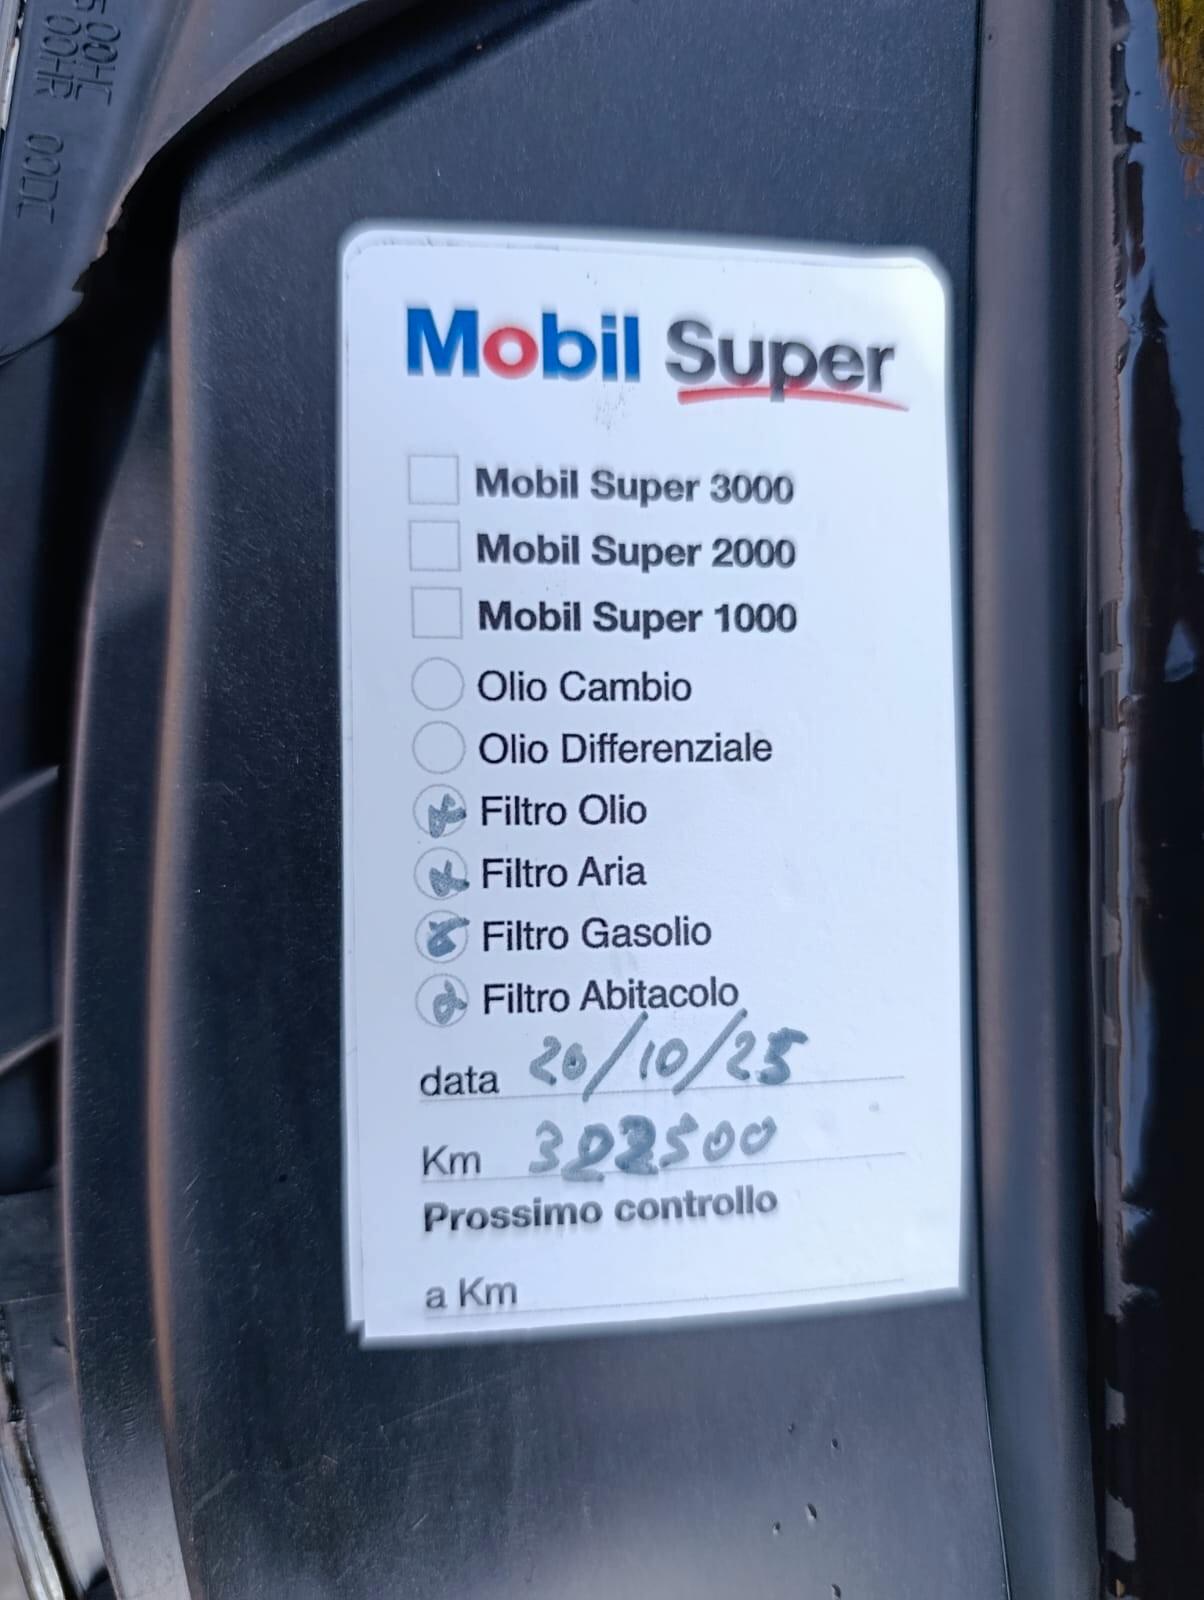 Mobil Super
Mobil Super 3000
Mobil Super 2000
Mobil Super 1000
Olio Cambio
Olio Differenziale
Filtro Olio
Filtro Aria
Filtro Gasolio
Filtro Abitacolo
data 20/10/25
Km 302500
Prossimo controllo
a Km